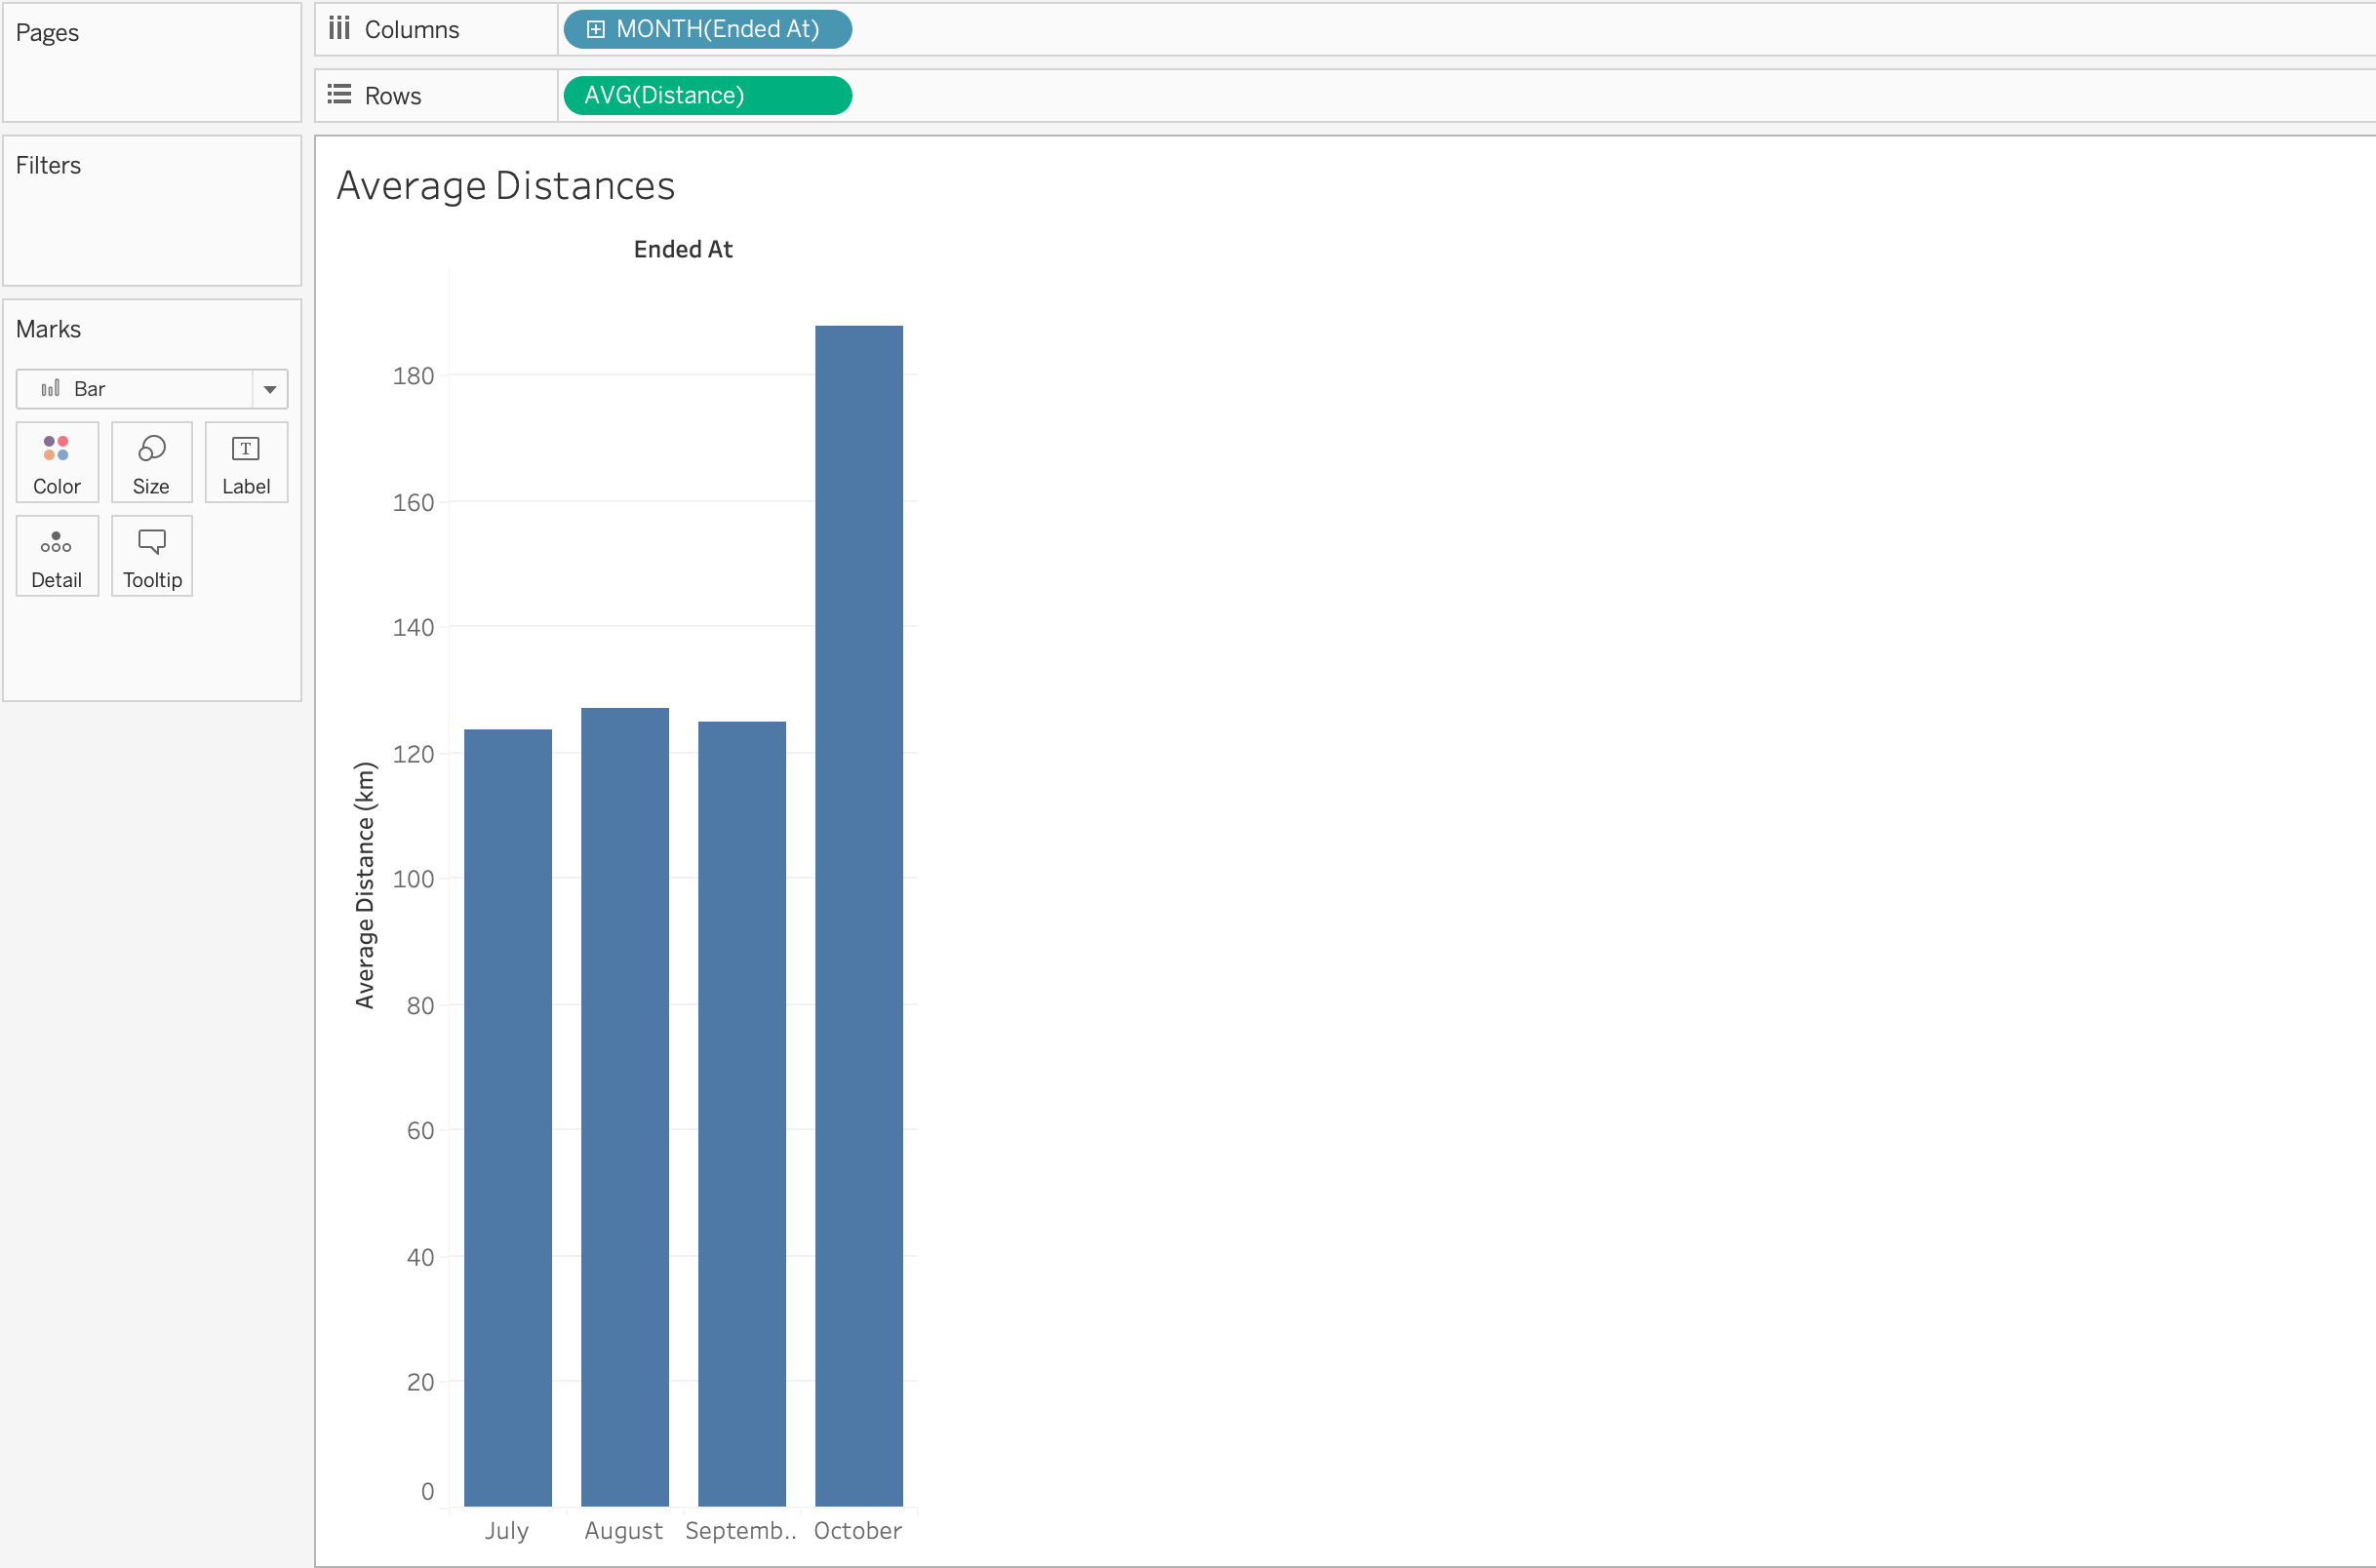 Pages
Columns
MONTH(Ended At)
Rows
AVG(Distance)
Filters
Marks
Bar
Color
Size
Label
Detail
Tooltip
Average Distances
Ended At
Average Distance (km)
180
160
140
120
100
80
60
40
20
0
July August Septemb.. October